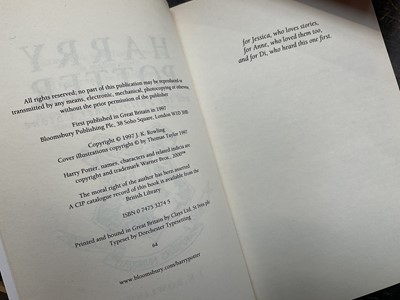 All rights reserved; no part of this publication may be reproduced or
transmitted by any means, electronic, mechanical, photocopying or otherwise,
without the prior permission of the publisher
First published in Great Britain in 1997
Bloomsbury Publishing Plc, 38 Soho Square, London W1D 3HB
Copyright © 1997 J. K. Rowling
Cover illustrations copyright © by Thomas Taylor 1997
Harry Potter, names, characters and related indicia are
copyright and trademark Warner Bros., 2000™
The moral right of the author has been asserted
A CIP catalogue record of this book is available from the
British Library
ISBN 0 7475 3274 5
Printed and bound in Great Britain by Clays Ltd, St Ives plc
Typeset by Dorchester Typesetting
64
www.bloomsbury.com/harrypotter
for Jessica, who loves stories,
for Anne, who loved them too,
and for Di, who heard this one first.